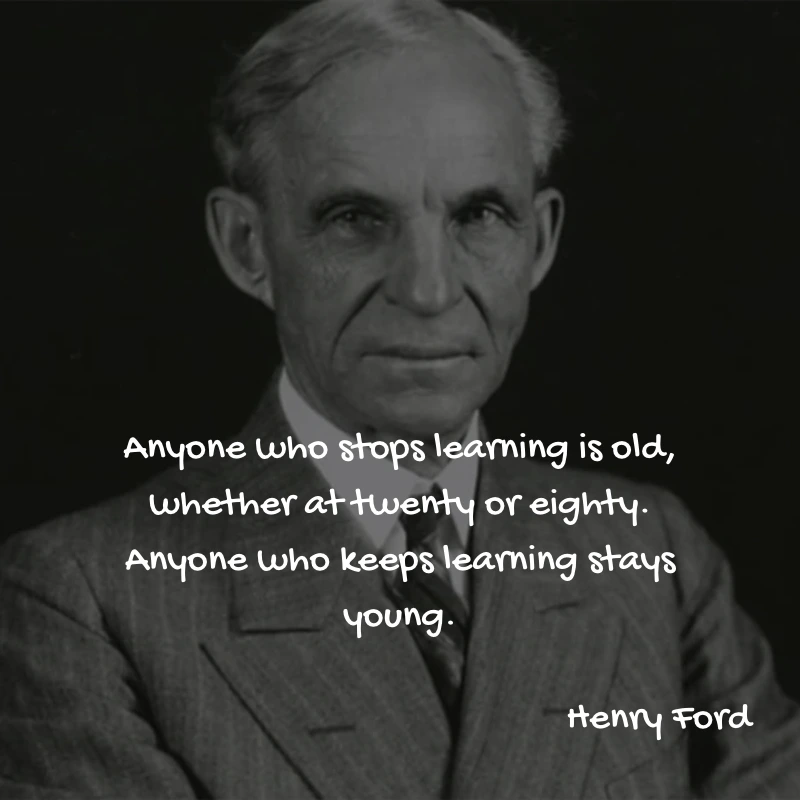 Anyone who stops learning is old,
whether at twenty or eighty.
Anyone who keeps learning stays
young.
Henry Ford